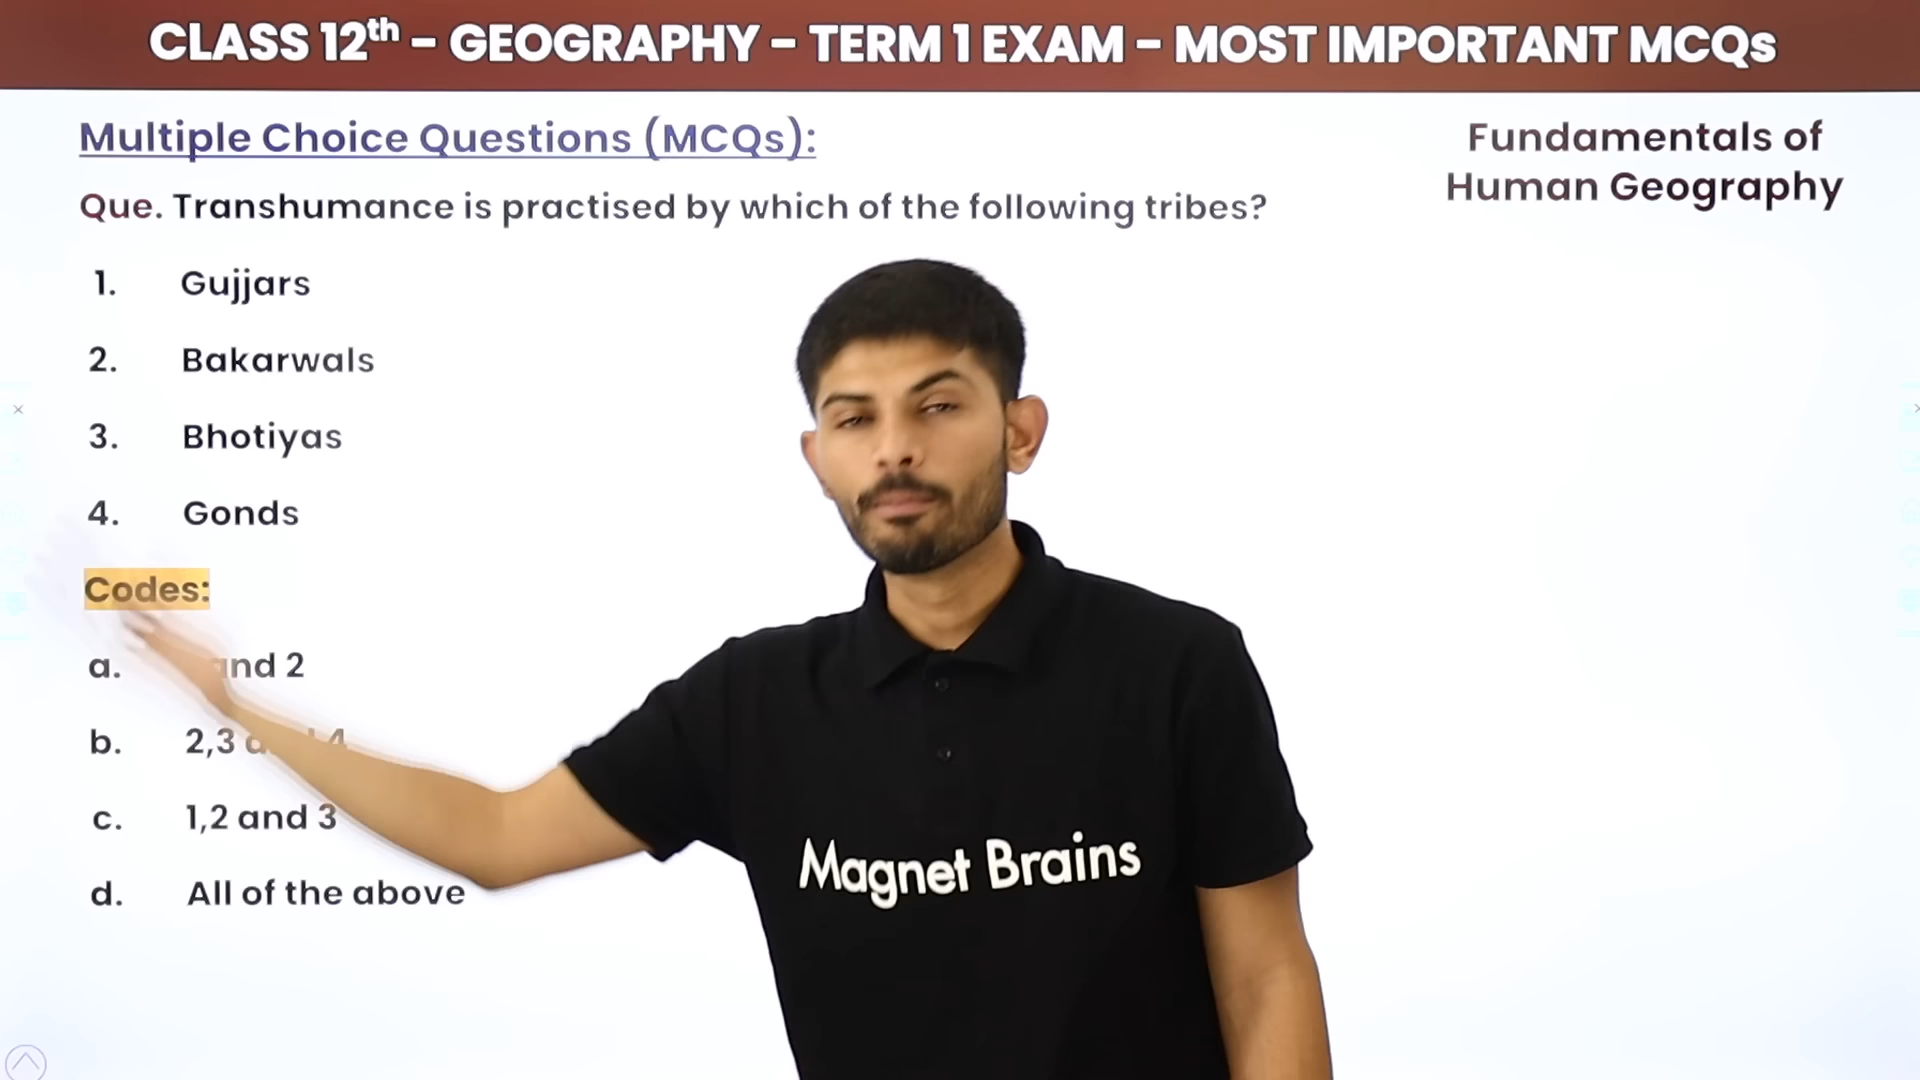 CLASS 12th - GEOGRAPHY - TERM 1 EXAM - MOST IMPORTANT MCQs
Multiple Choice Questions (MCQs):
Fundamentals of
Human Geography
Que. Transhumance is practised by which of the following tribes?
1. Gujjars
2. Bakarwals
3. Bhotiyas
4. Gonds
Codes:
a. and 2
b. 2,3 4
c. 1,2 and 3
d. All of the above
Magnet Brains